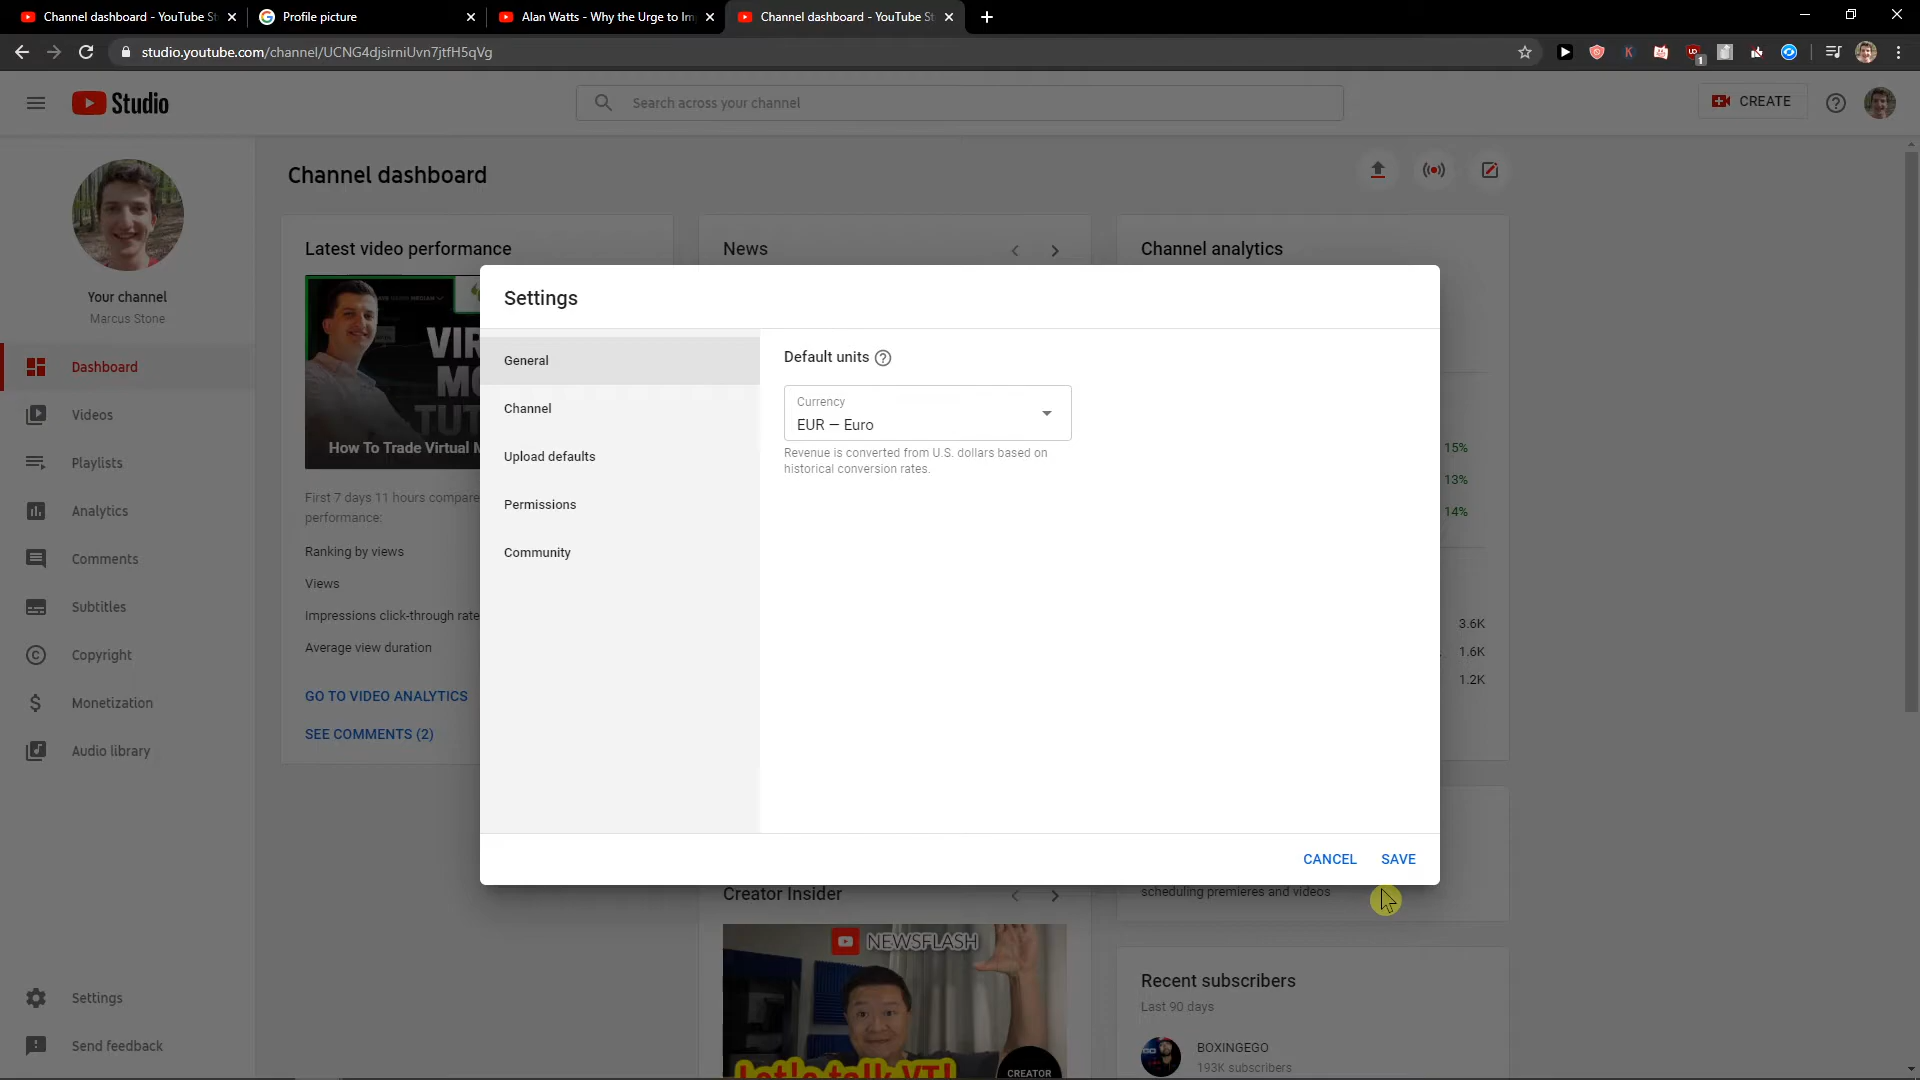 Channel dashboard - YouTube St
Profile picture
Alan Watts - Why the Urge to Im
Channel dashboard - YouTube St
studio.youtube.com/channel/UCNG4djsirniUvn7jtfH5qVg
Studio
Search across your channel
CREATE
Channel dashboard
Your channel
Marcus Stone
Dashboard
Videos
Playlists
Analytics
Comments
Subtitles
Copyright
Monetization
Audio library
Settings
Send feedback
Latest video performance
VIR
MO
TUT
How To Trade Virtual M
First 7 days 11 hours compare
performance:
Ranking by views
Views
Impressions click-through rate
Average view duration
GO TO VIDEO ANALYTICS
SEE COMMENTS (2)
News
Channel analytics
15%
13%
14%
3.6K
1.6K
1.2K
Settings
General
Channel
Upload defaults
Permissions
Community
Default units
Currency
EUR — Euro
Revenue is converted from U.S. dollars based on
historical conversion rates.
CANCEL
SAVE
scheduling premieres and videos
Creator Insider
NEWSFLASH
Let's talk VT!
CREATOR
Recent subscribers
Last 90 days
BOXINGEGO
193K subscribers